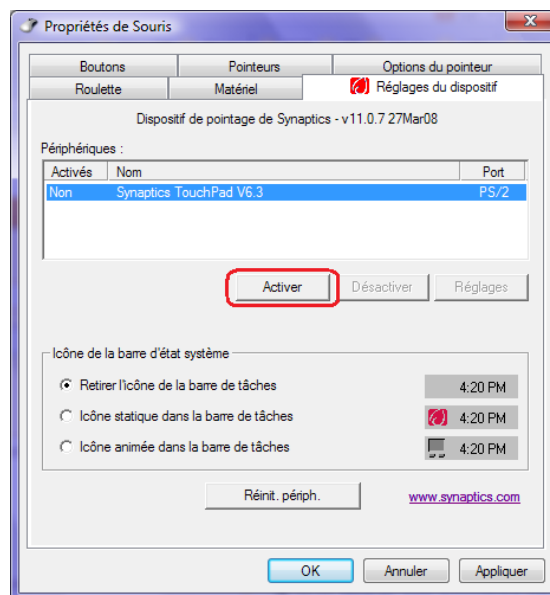 Propriétés de Souris
Boutons Pointeurs Options du pointeur
Roulette Matériel Réglages du dispositif
Dispositif de pointage de Synaptics - v11.0.7 27Mar08
Périphériques :
Activés Nom Port
Non Synaptics TouchPad V6.3 PS/2
Activer Désactiver Réglages
Icône de la barre d'état système
Retirer l'icône de la barre de tâches 4:20 PM
Icône statique dans la barre de tâches 4:20 PM
Icône animée dans la barre de tâches 4:20 PM
Réinit. périph. www.synaptics.com
OK Annuler Appliquer